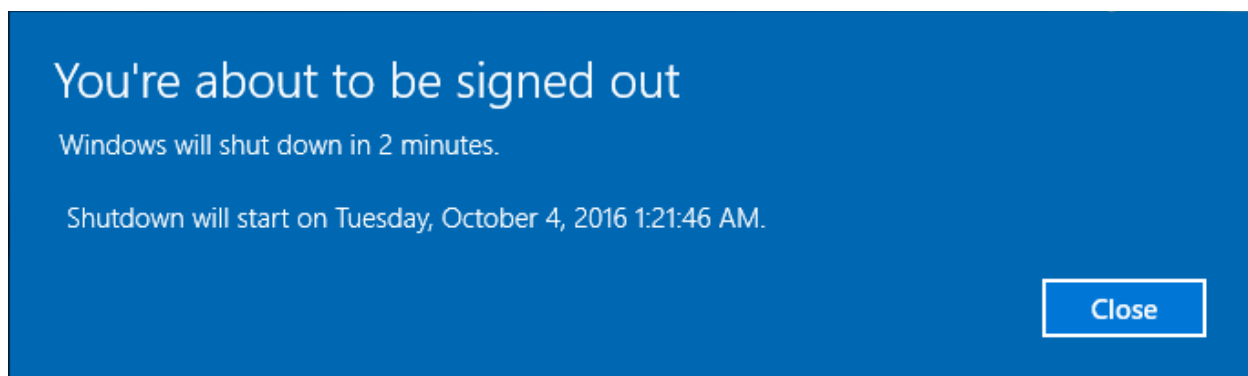 You're about to be signed out
Windows will shut down in 2 minutes.
Shutdown will start on Tuesday, October 4, 2016 1:21:46 AM.
Close